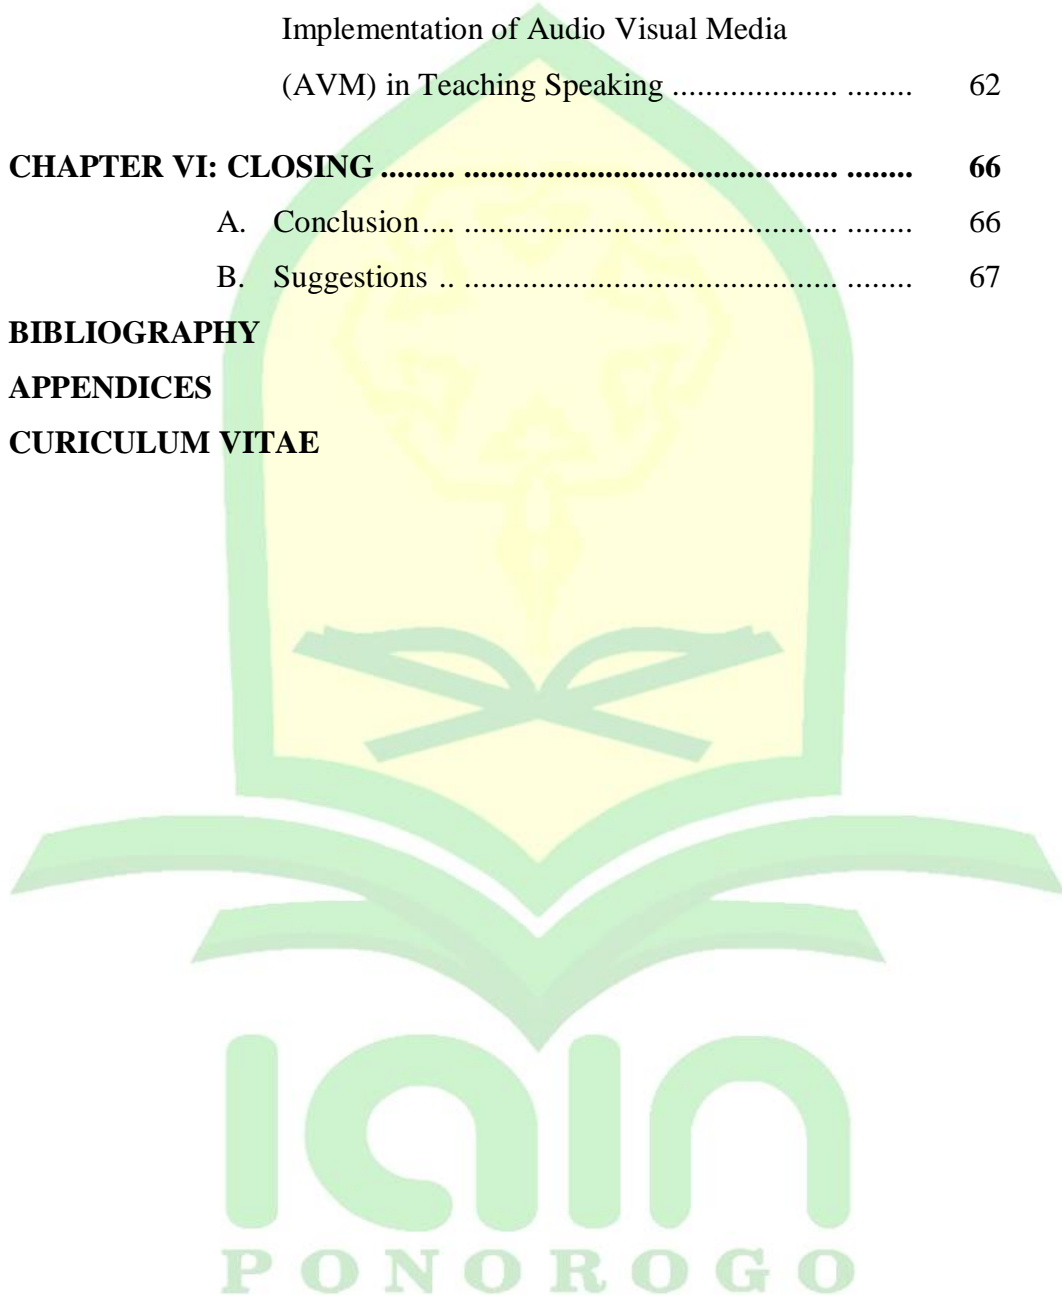 Implementation of Audio Visual Media
(AVM) in Teaching Speaking ................... ........ 62
CHAPTER VI: CLOSING ......... ............................................ ........ 66
A. Conclusion.... ............................................ ........ 66
B. Suggestions .. ............................................ ........ 67
BIBLIOGRAPHY
APPENDICES
CURICULUM VITAE
iain
PONOROGO